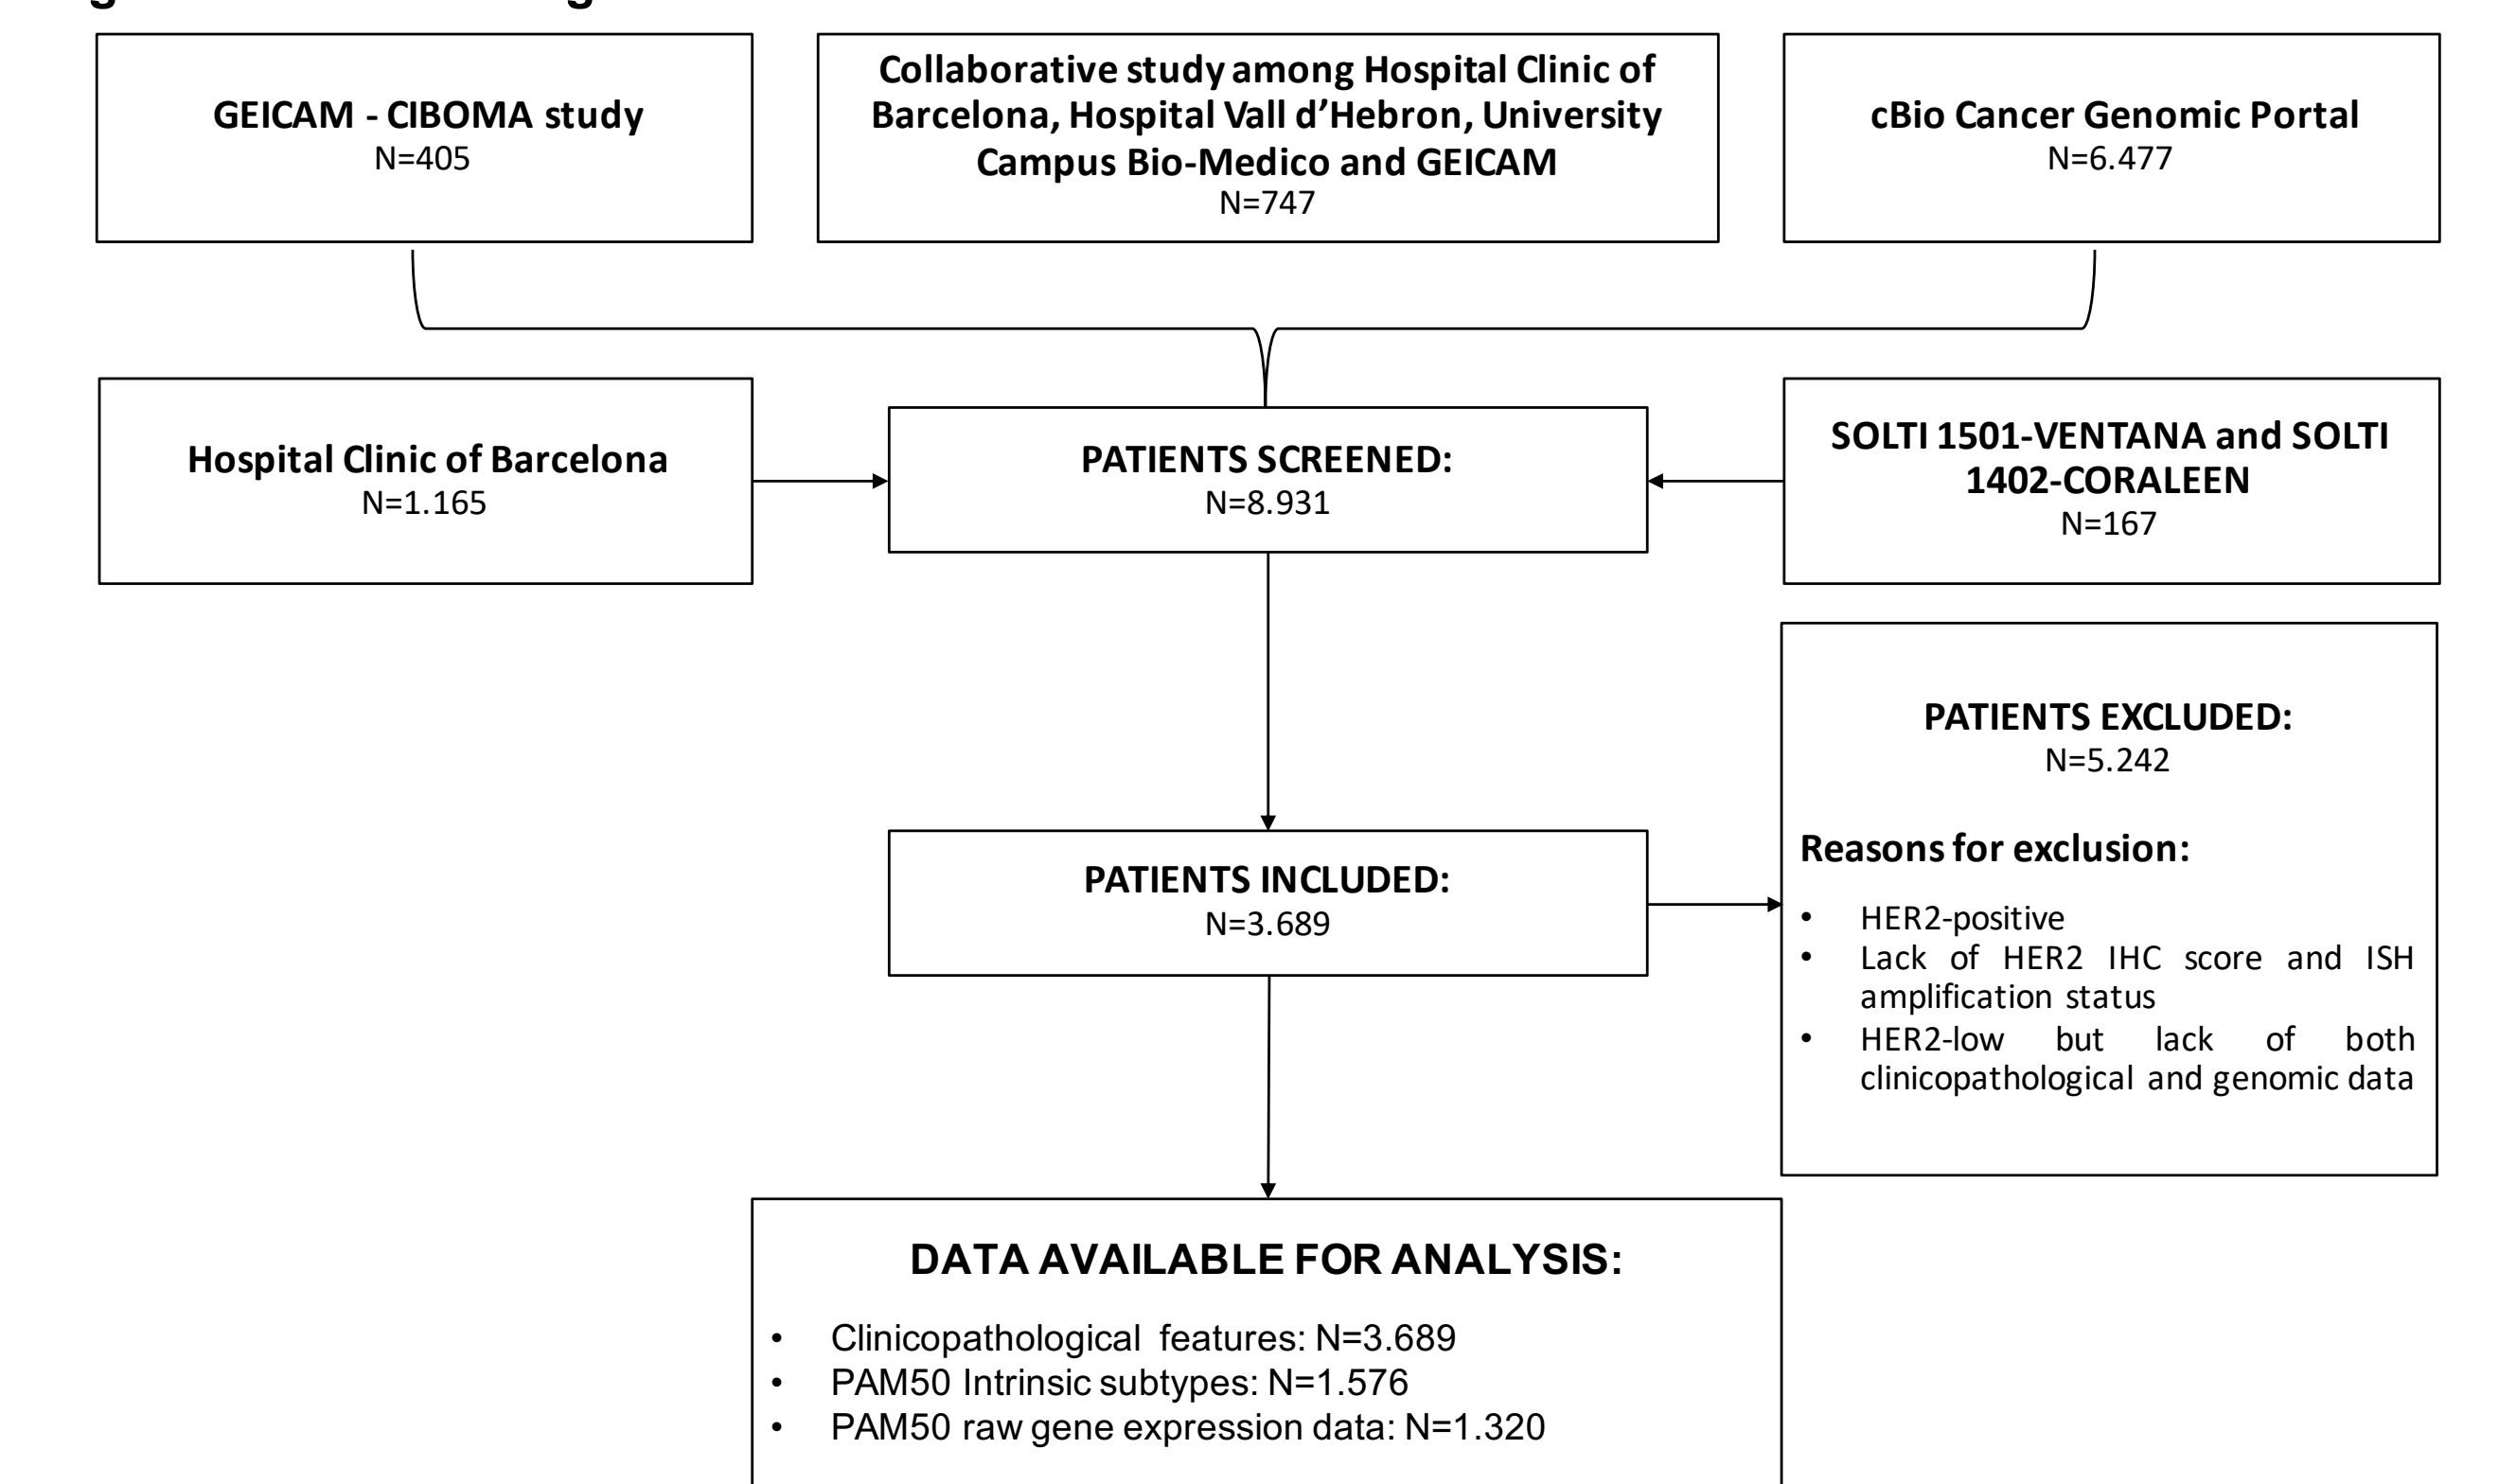 GEICAM - CIBOMA study
N=405
Collaborative study among Hospital Clinic of
Barcelona, Hospital Vall d’Hebron, University
Campus Bio-Medico and GEICAM
N=747
cBio Cancer Genomic Portal
N=6.477
Hospital Clinic of Barcelona
N=1.165
PATIENTS SCREENED:
N=8.931
SOLTI 1501-VENTANA and SOLTI
1402-CORALEEN
N=167
PATIENTS EXCLUDED:
N=5.242
Reasons for exclusion:
• HER2-positive
• Lack of HER2 IHC score and ISH
amplification status
• HER2-low but lack of both
clinicopathological and genomic data
PATIENTS INCLUDED:
N=3.689
DATA AVAILABLE FOR ANALYSIS:
• Clinicopathological features: N=3.689
• PAM50 Intrinsic subtypes: N=1.576
• PAM50 raw gene expression data: N=1.320